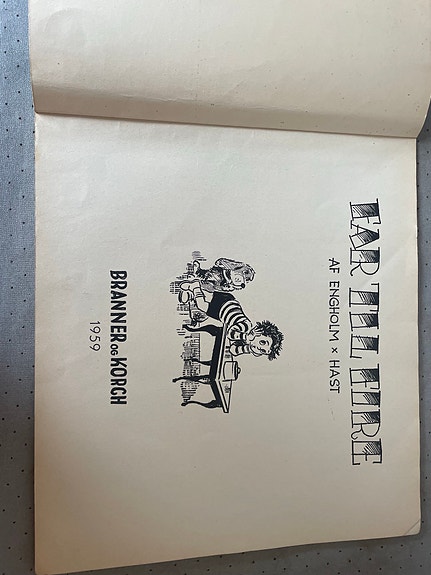 FAR TIL FIRE
AF ENGHOLM × HAST
BRANNER OG KORCH
1959